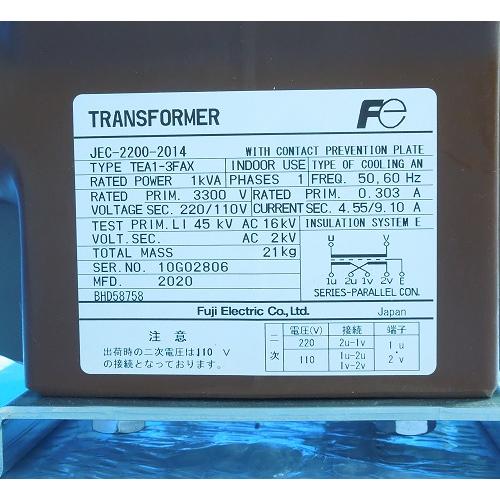 TRANSFORMER
Fe
JEC-2200-2014 WITH CONTACT PREVENTION PLATE
TYPE TEA1-3FAX INDOOR USE TYPE OF COOLING AN
RATED POWER 1kVA PHASES 1 FREQ. 50,60 Hz
RATED PRIM. 3300 V RATED PRIM. 0.303 A
VOLTAGE SEC. 220/110V CURRENT SEC. 4.55/9.10 A
TEST PRIM.LI 45 kV AC 16kV INSULATION SYSTEM E
VOLT.SEC. AC 2kV
TOTAL MASS 21kg
SER.NO. 10G02806
MFD. 2020
BHD58758
U V
1u 2u 1v 2v E
SERIES-PARALLEL CON.
Fuji Electric Co., Ltd. Japan
注意
出荷時の二次電圧は110 V
の接続となっております。
二次 電圧(V) 接続 端子
220 2u-1v 1u
110 1u-2u ・
1v-2v 2v